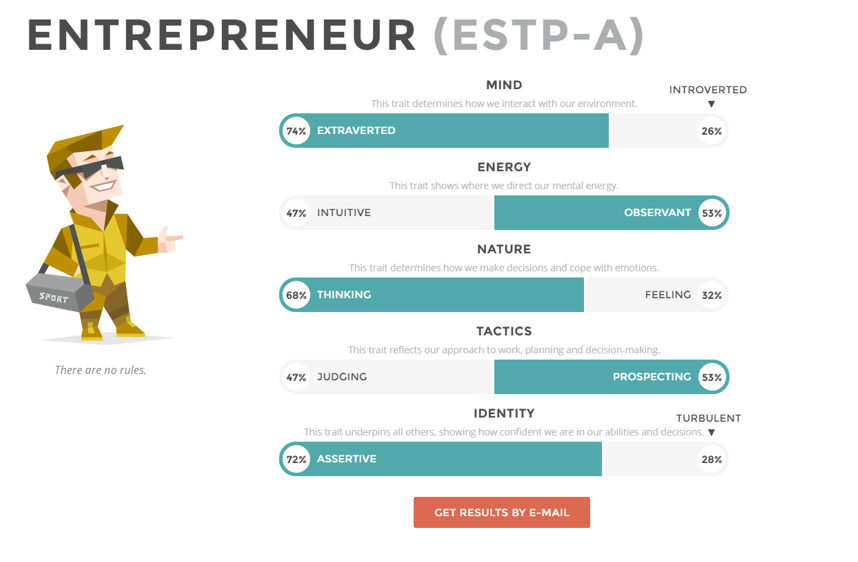 ENTREPRENEUR (ESTP-A)
MIND
INTROVERTED
This trait determines how we interact with our environment.
74% EXTRAVERTED 26%
ENERGY
This trait shows where we direct our mental energy.
47% INTUITIVE OBSERVANT 53%
NATURE
This trait determines how we make decisions and cope with emotions.
68% THINKING FEELING 32%
SPORT
TACTICS
This trait reflects our approach to work, planning and decision-making.
There are no rules.
47% JUDGING PROSPECTING 53%
IDENTITY
TURBULENT
This trait underpins all others, showing how confident we are in our abilities and decisions.
72% ASSERTIVE 28%
GET RESULTS BY E-MAIL